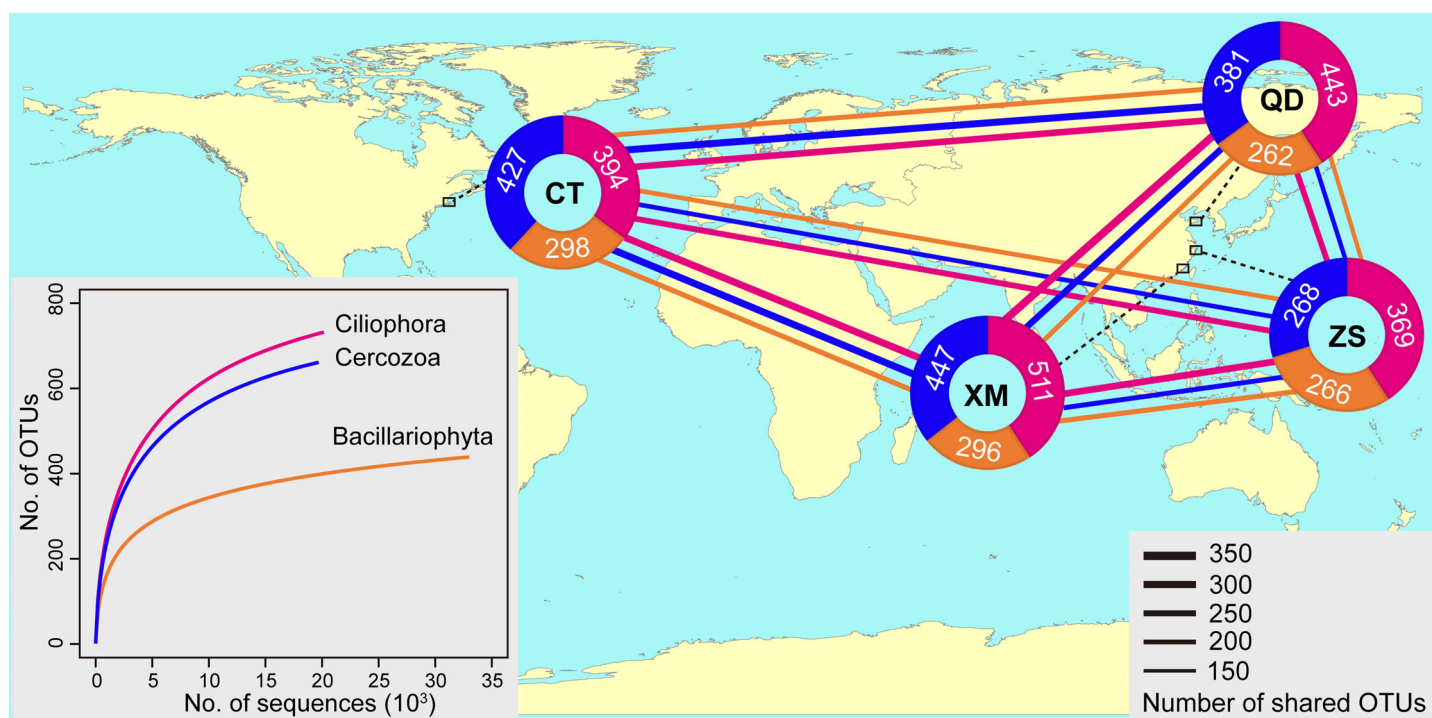 381
443
QD
262
427
394
CT
298
268
369
ZS
266
447
511
XM
296
800
600
400
200
0
No. of OTUs
Ciliophora
Cercozoa
Bacillariophyta
0 5 10 15 20 25 30 35
No. of sequences (10³)
350
300
250
200
150
Number of shared OTUs